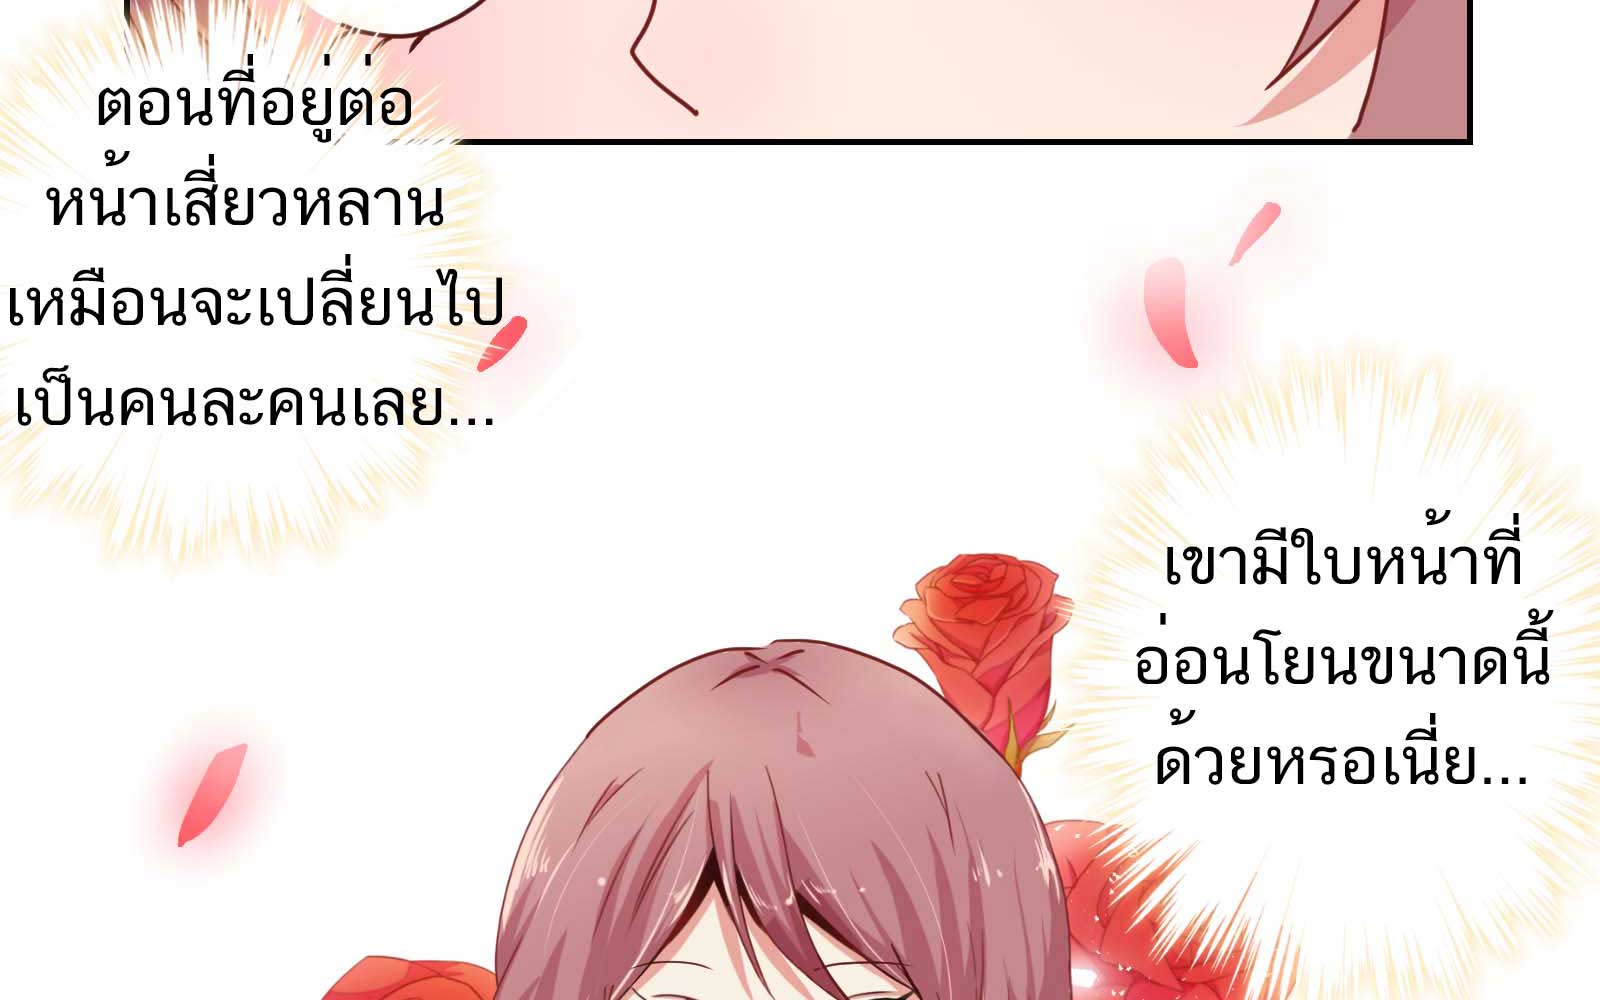 ตอนที่อยู่ต่อ
หน้าเสี่ยวหลาน
เหมือนจะเปลี่ยนไป
เป็นคนละคนเลย...
เขามีใบหน้าที่
อ่อนโยนขนาดนี้
ด้วยหรอเนี่ย...